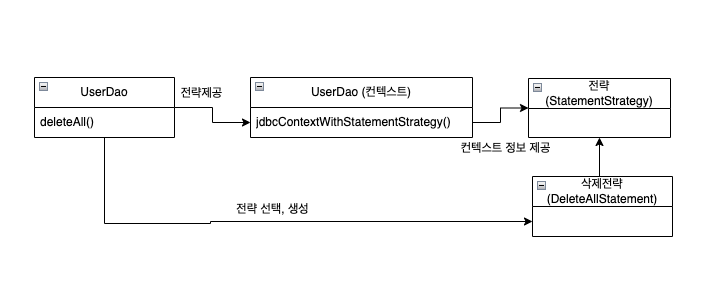 UserDao
deleteAll()
전략제공
UserDao (컨텍스트)
jdbcContextWithStatementStrategy()
전략
(StatementStrategy)
컨텍스트 정보 제공
삭제전략
(DeleteAllStatement)
전략 선택, 생성